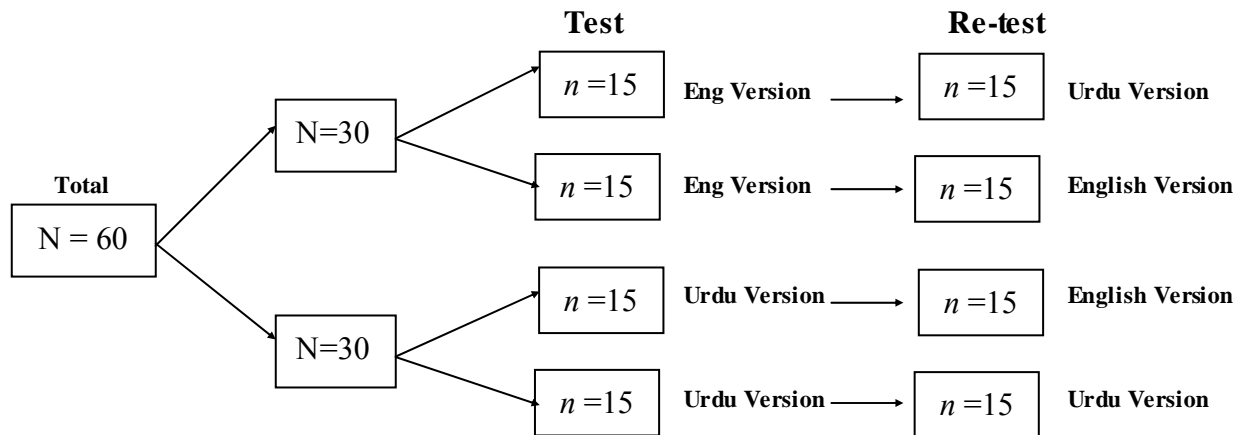 Test Re-test
n =15 Eng Version n =15 Urdu Version
N=30
n =15 Eng Version n =15 English Version
Total
N = 60
n =15 Urdu Version n =15 English Version
N=30
n =15 Urdu Version n =15 Urdu Version